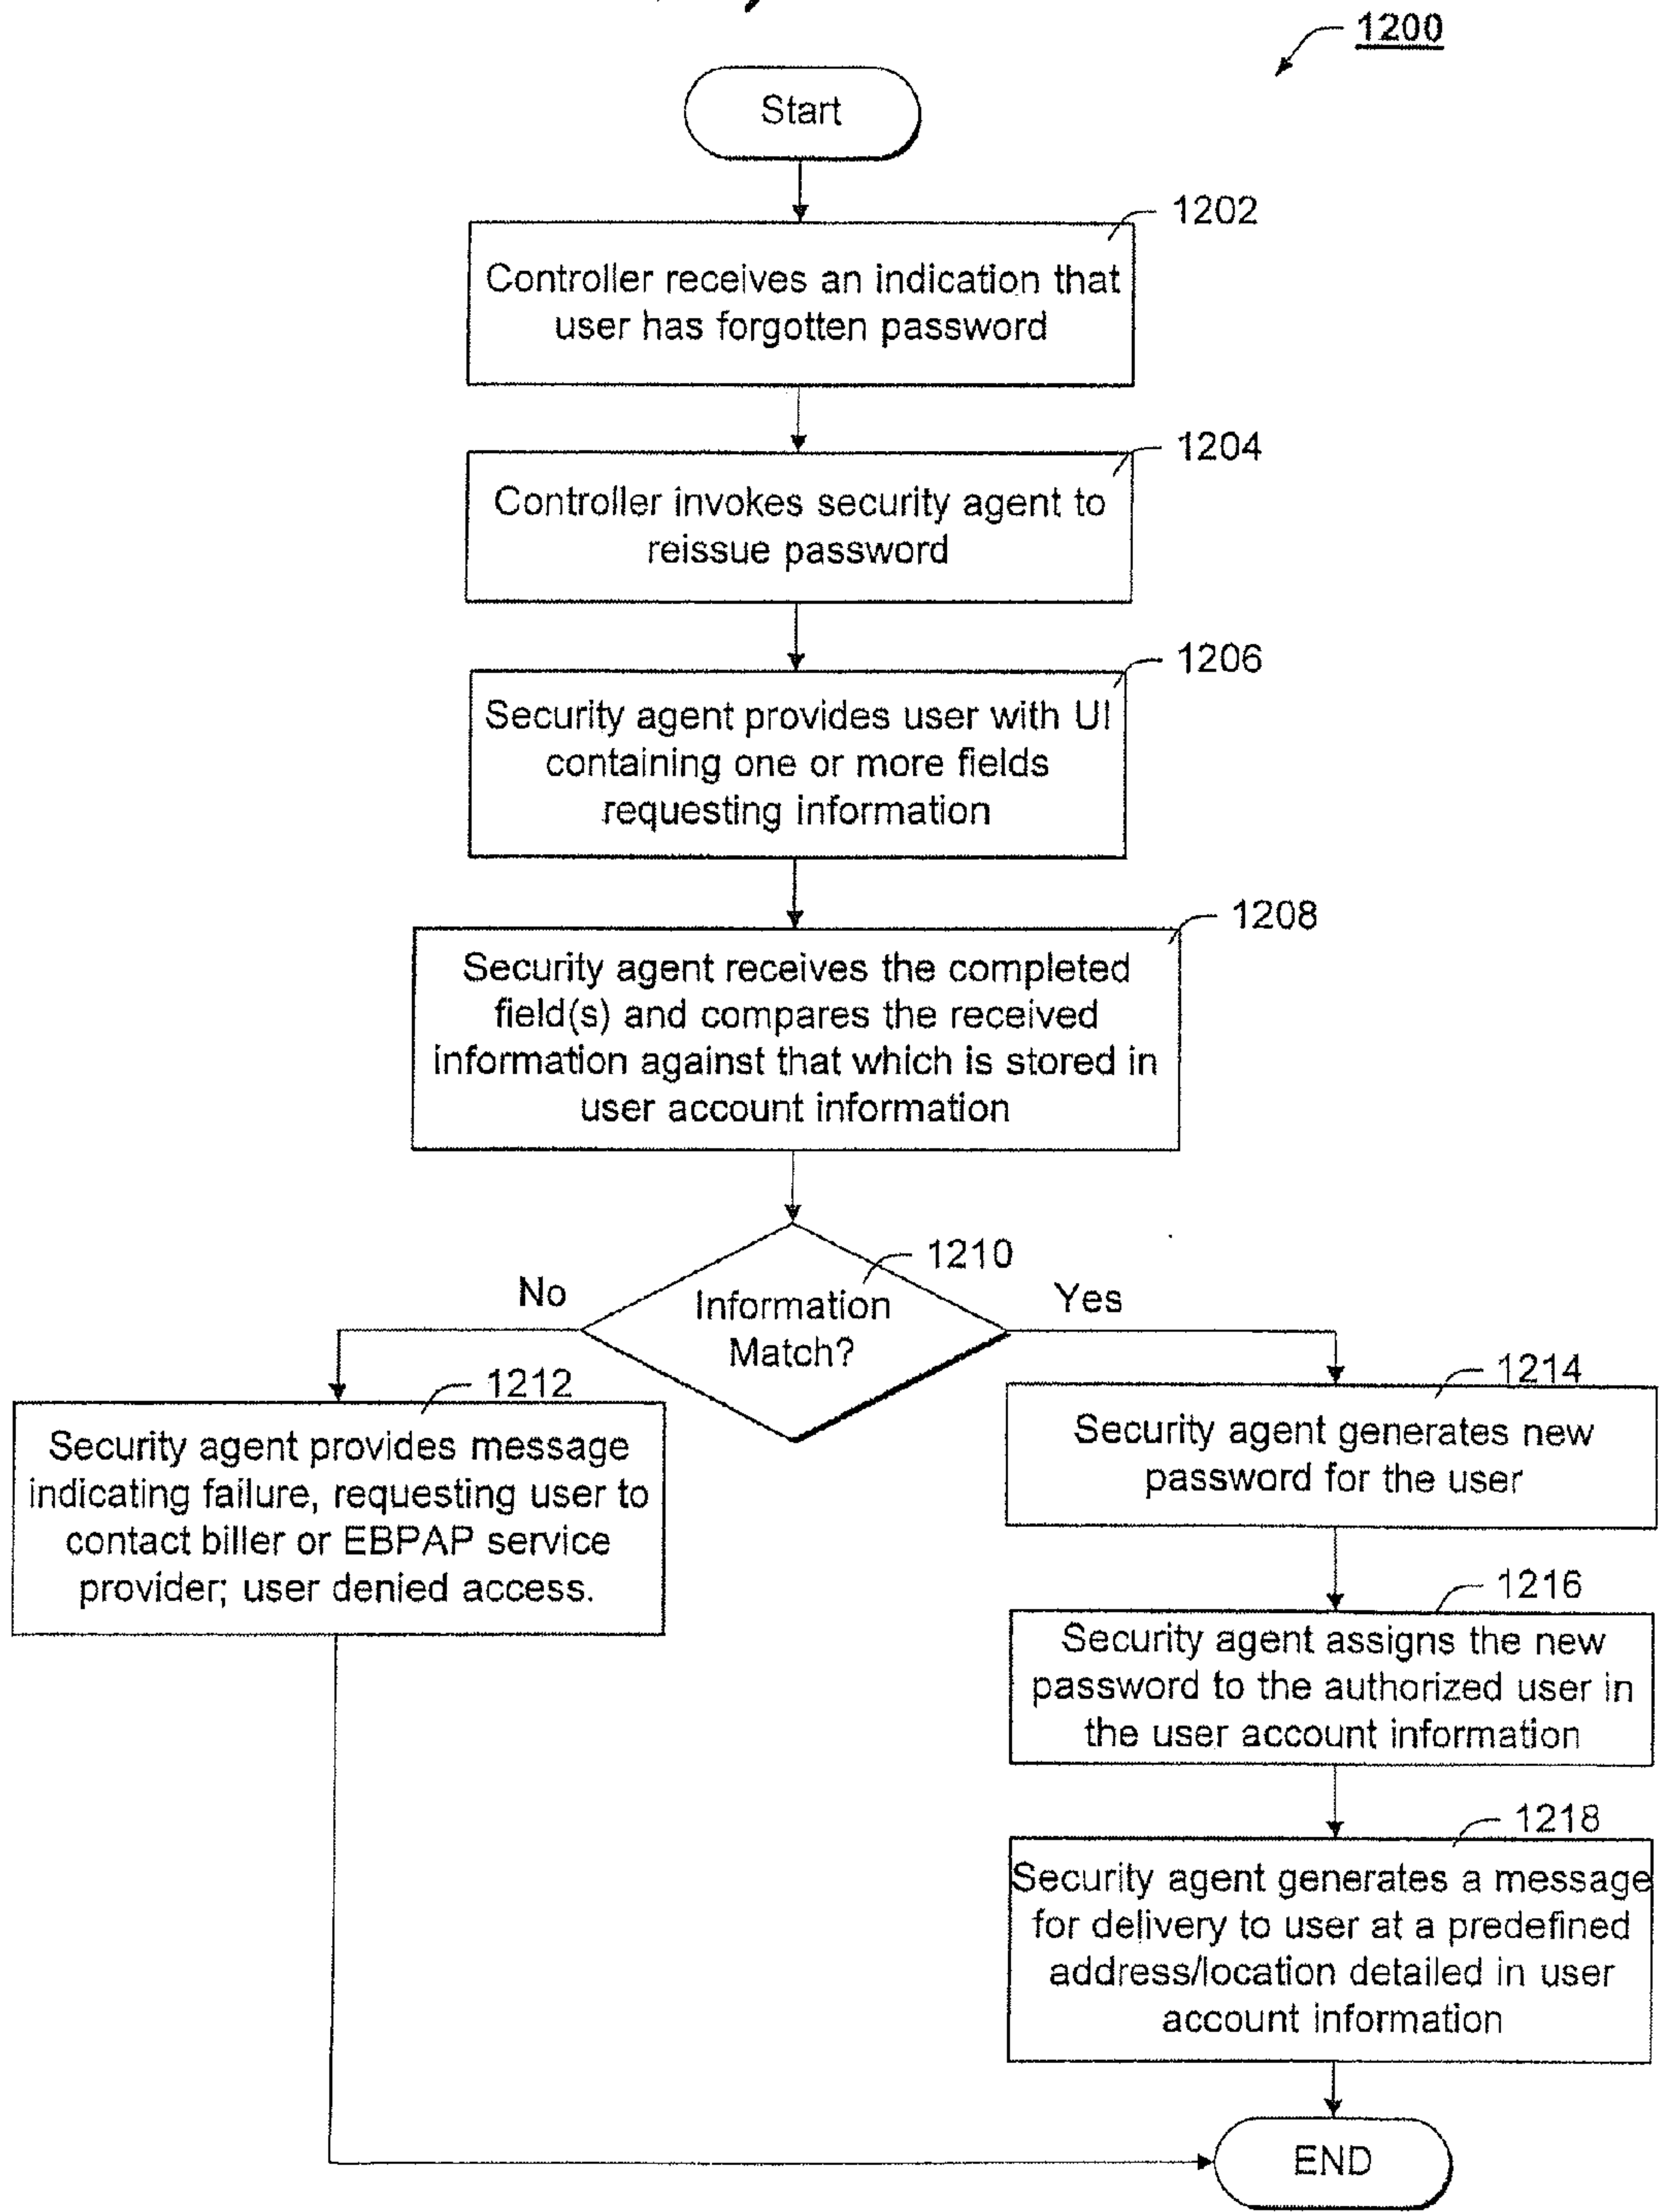 1200
Start
1202
Controller receives an indication that
user has forgotten password
1204
Controller invokes security agent to
reissue password
1206
Security agent provides user with UI
containing one or more fields
requesting information
1208
Security agent receives the completed
field(s) and compares the received
information against that which is stored in
user account information
1210
No
Information
Match?
Yes
1212
Security agent provides message
indicating failure, requesting user to
contact biller or EBPAP service
provider; user denied access.
1214
Security agent generates new
password for the user
1216
Security agent assigns the new
password to the authorized user in
the user account information
1218
Security agent generates a message
for delivery to user at a predefined
address/location detailed in user
account information
END